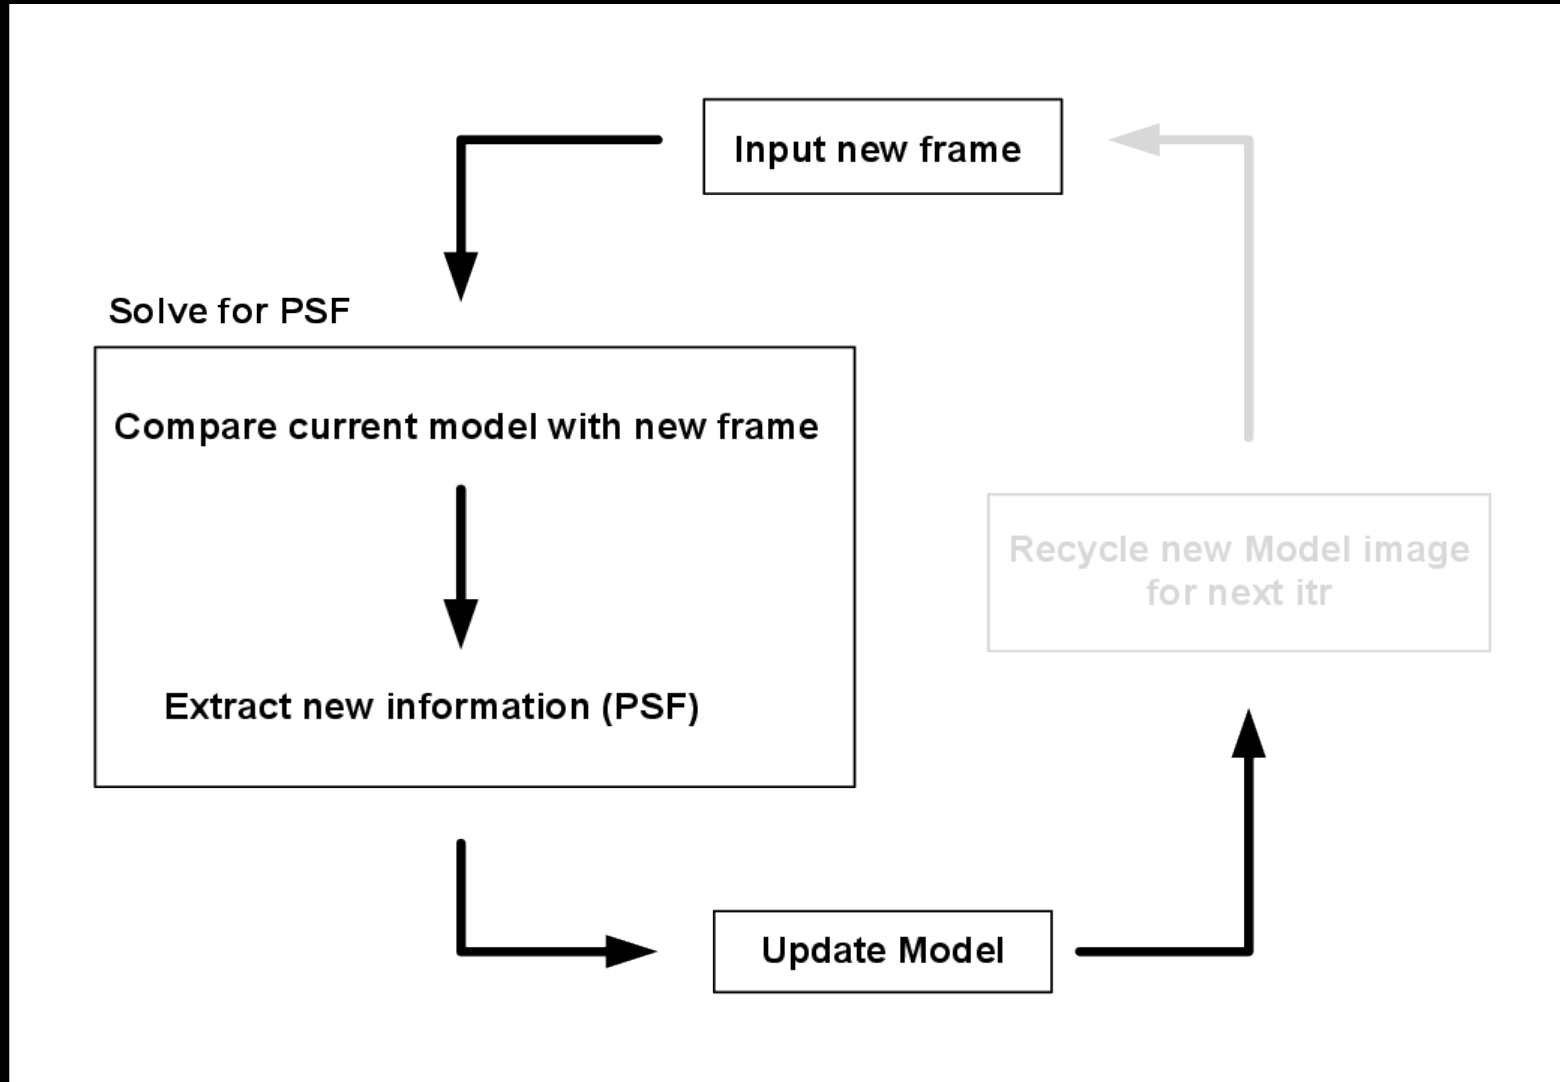 Input new frame
Solve for PSF
Compare current model with new frame
Extract new information (PSF)
Recycle new Model image
for next itr
Update Model